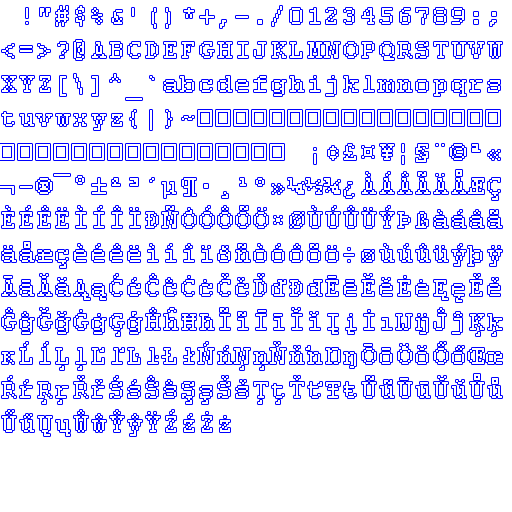 !"#$%&'()*+,-./0123456789:;
<=>?@ABCDEFGHIJKLMNOPQRSTUVW
XYZ[\]^_`abcdefghijklmnopqrs
tuvwxyz{|}~□□□□□□□□□□□□□□□□□
□□□□□□□□□□□□□□□□ ¡¢£¤¥¦§¨©ª«
¬-®¯°±²³´µ¶·¸¹º»¼½¾¿ÀÁÂÃÄÅÆÇ
ÈÉÊËÌÍÎÏÐÑÒÓÔÕÖ×ØÙÚÛÜÝÞßàáâã
äåæçèéêëìíîïðñòóôõö÷øùúûüýþÿ
ĀāĂăĄąĆćĈĉĊċČčĎďĐđĒēĔĕĖėĘęĚě
ĜĝĞğĠġĢģĤĥĦħĨĩĪīĬĭĮįİıĲĳĴĵĶķ
ĸĹĺĻļĽľĿŀŁłŃńŅņŇňŉŊŋŌōŎŏŐőŒœ
ŔŕŖŗŘřŚśŜŝŞşŠšŢţŤťŦŧŨũŪūŬŭŮů
ŰűŲųŴŵŶŷŸŹźŻż